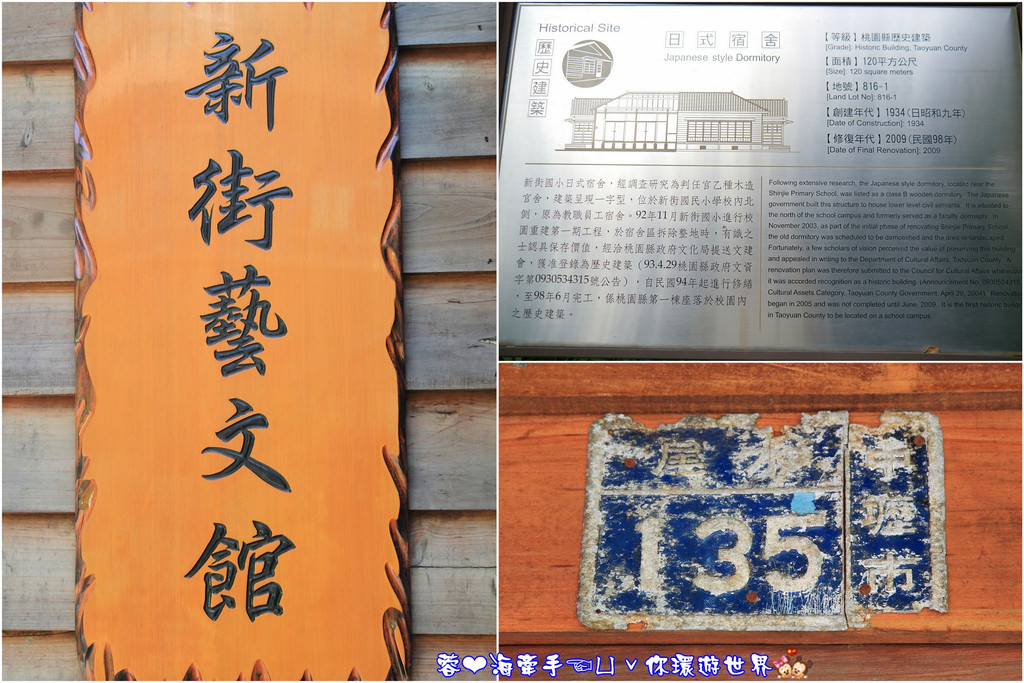 新街藝文館
Historical Site
歷史建築
日式宿舍
Japanese style Dormitory
【等級】桃園縣歷史建築
[Grade]: Historic Building, Taoyuan County
【面積】120平方公尺
[Size]: 120 square meters
【地號】816-1
[Land Lot No]: 816-1
【創建年代】1934(日昭和九年)
[Date of Construction]: 1934
【修復年代】2009(民國98年)
[Date of Final Renovation]: 2009
新街國小日式宿舍，經調查研究為判任官乙種木造
官舍，建築呈現一字型，位於新街國民小學校內北
側，原為教職員工宿舍。92年11月新街國小進行校
園重建第一期工程，於宿舍區拆除整地時，有識之
士認具保存價值，經洽桃園縣政府文化局提送文建
會，獲准登錄為歷史建築（93.4.29桃園縣政府文資
字第0930534315號公告），自民國94年起進行修繕
，至98年6月完工，係桃園縣第一棟座落於校園內
之歷史建築。
Following extensive research, the Japanese style dormitory, located near the
Shinjie Primary School, was listed as a class B wooden dormitory. The Japanese
government built this structure to house lower level civil servants. It is situated to
the north of the school campus and formerly served as a faculty dormitory. In
November 2003, as part of the initial phase of renovating Shinjie Primary School,
the old dormitory was scheduled to be demolished and the area re-landscaped.
Fortunately, a few scholars of vision perceived the value of preserving this building
and appealed in writing to the Department of Cultural Affairs, Taoyuan County. A
renovation plan was therefore submitted to the Council for Cultural Affairs whereupon
it was accorded recognition as a historic building. (Announcement No. 0930534315
Cultural Assets Category, Taoyuan County Government, April 29, 2004). Renovation
began in 2005 and was not completed until June, 2009. It is the first historic building
in Taoyuan County to be located on a school campus.
135
中壢市
蓉❤海牽手☜ㄩˇ你環遊世界